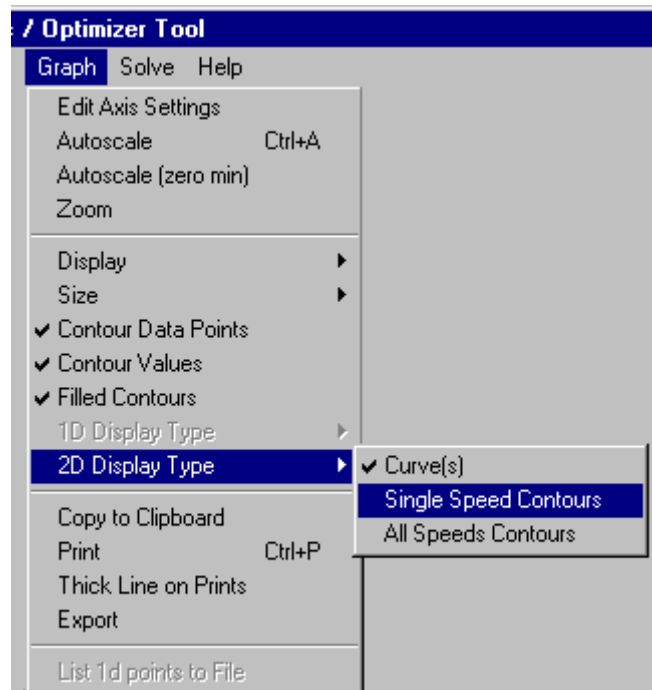 / Optimizer Tool
Graph Solve Help
Edit Axis Settings
Autoscale Ctrl+A
Autoscale (zero min)
Zoom
Display
Size
Contour Data Points
Contour Values
Filled Contours
1D Display Type
2D Display Type
Curve(s)
Single Speed Contours
All Speeds Contours
Copy to Clipboard
Print Ctrl+P
Thick Line on Prints
Export
List 1d points to File